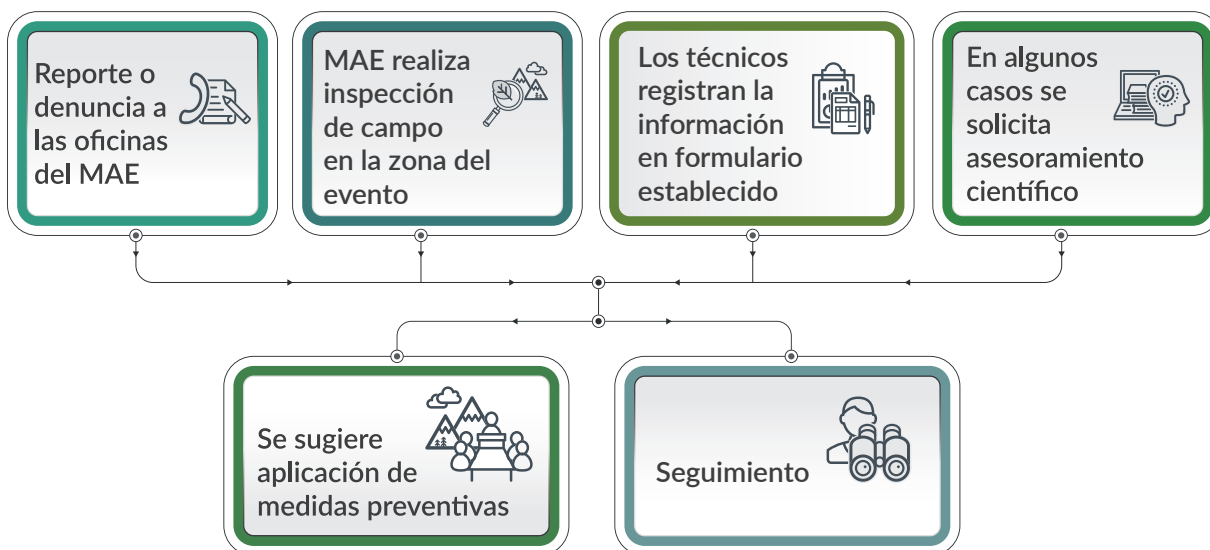 Reporte o
denuncia a
las oficinas
del MAE
MAE realiza
inspección
de campo
en la zona del
evento
Los técnicos
registran la
información
en formulario
establecido
En algunos
casos se
solicita
asesoramiento
científico
Se sugiere
aplicación de
medidas preventivas
Seguimiento